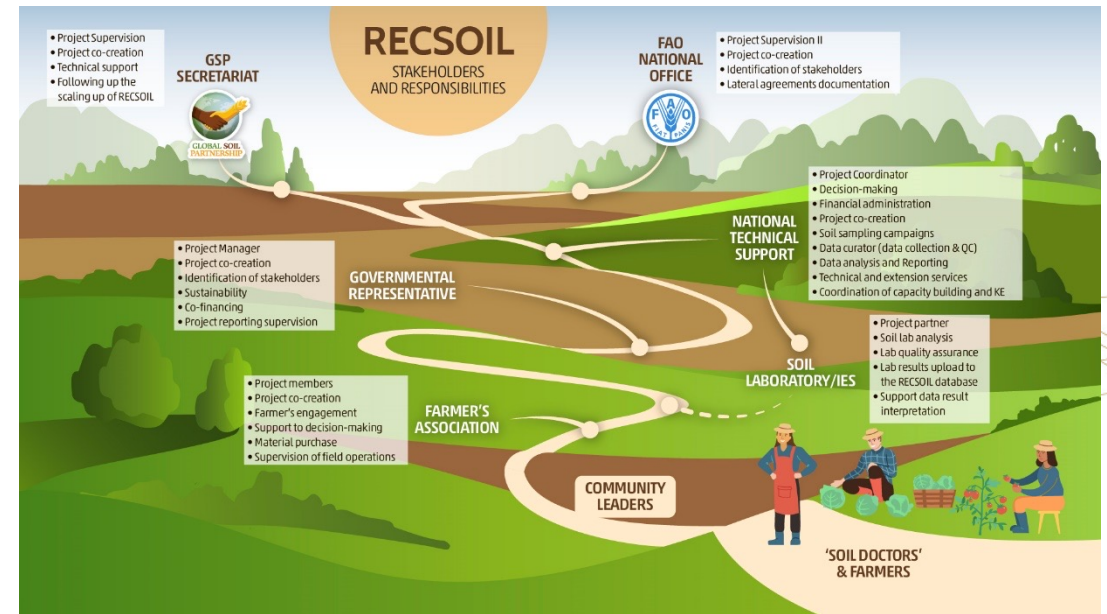 RECSOIL
STAKEHOLDERS
AND RESPONSIBILITIES
• Project Supervision
• Project co-creation
• Technical support
• Following up the
scaling up of RECSOIL
GSP
SECRETARIAT
GLOBAL SOIL
PARTNERSHIP
FAO
NATIONAL
OFFICE
F A O
FIAT PANIS
• Project Supervision II
• Project co-creation
• Identification of stakeholders
• Lateral agreements documentation
NATIONAL
TECHNICAL
SUPPORT
• Project Coordinator
• Decision-making
• Financial administration
• Project co-creation
• Soil sampling campaigns
• Data curator (data collection & QC)
• Data analysis and Reporting
• Technical and extension services
• Coordination of capacity building and KE
• Project Manager
• Project co-creation
• Identification of stakeholders
• Sustainability
• Co-financing
• Project reporting supervision
GOVERNMENTAL
REPRESENTATIVE
SOIL
LABORATORY/IES
• Project partner
• Soil lab analysis
• Lab quality assurance
• Lab results upload to
the RECSOIL database
• Support data result
interpretation
• Project members
• Project co-creation
• Farmer's engagement
• Support to decision-making
• Material purchase
• Supervision of field operations
FARMER'S
ASSOCIATION
COMMUNITY
LEADERS
'SOIL DOCTORS'
& FARMERS